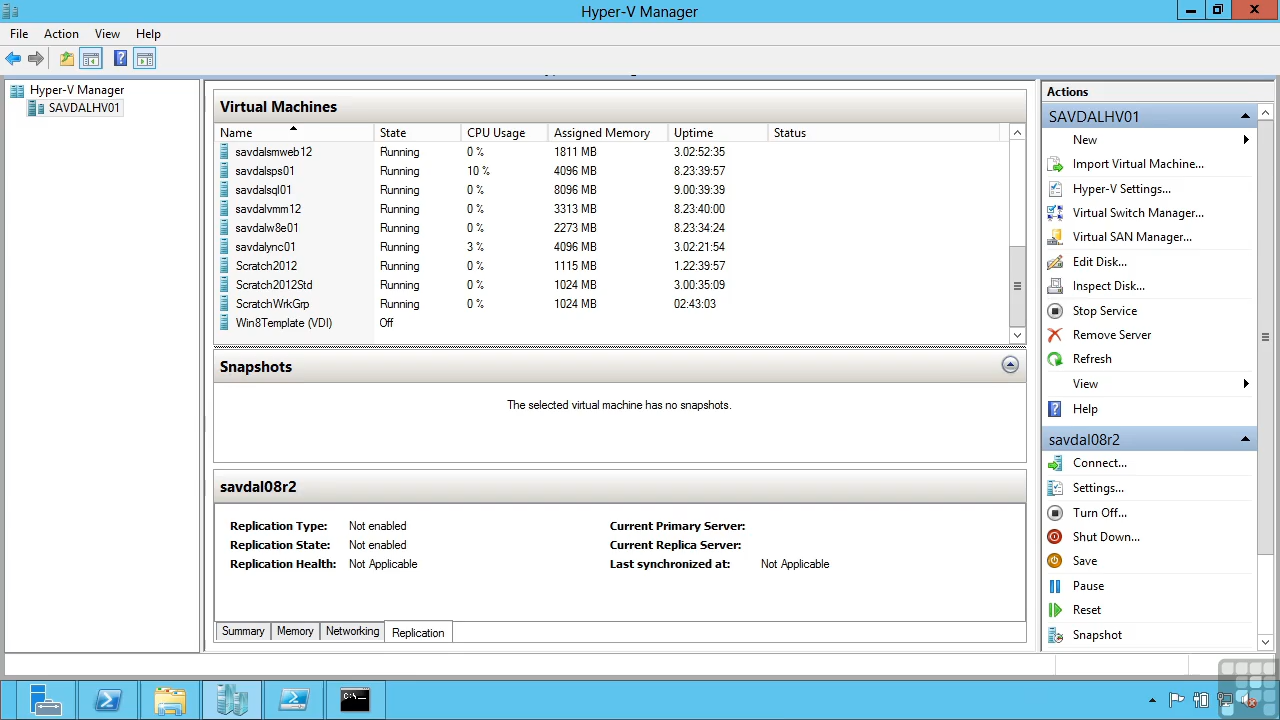 Hyper-V Manager
File Action View Help
Hyper-V Manager
SAVDALHV01
Virtual Machines
Name State CPU Usage Assigned Memory Uptime Status
savdalsmweb12 Running 0 % 1811 MB 3.02:52:35
savdalsps01 Running 10 % 4096 MB 8.23:39:57
savdalsql01 Running 0 % 8096 MB 9.00:39:39
savdalvmm12 Running 0 % 3313 MB 8.23:40:00
savdalw8e01 Running 0 % 2273 MB 8.23:34:24
savdalync01 Running 3 % 4096 MB 3.02:21:54
Scratch2012 Running 0 % 1115 MB 1.22:39:57
Scratch2012Std Running 0 % 1024 MB 3.00:35:09
ScratchWrkGrp Running 0 % 1024 MB 02:43:03
Win8Template (VDI) Off
Snapshots
The selected virtual machine has no snapshots.
savdal08r2
Replication Type: Not enabled Current Primary Server:
Replication State: Not enabled Current Replica Server:
Replication Health: Not Applicable Last synchronized at: Not Applicable
Summary Memory Networking Replication
Actions
SAVDALHV01
New
Import Virtual Machine...
Hyper-V Settings...
Virtual Switch Manager...
Virtual SAN Manager...
Edit Disk...
Inspect Disk...
Stop Service
Remove Server
Refresh
View
Help
savdal08r2
Connect...
Settings...
Turn Off...
Shut Down...
Save
Pause
Reset
Snapshot